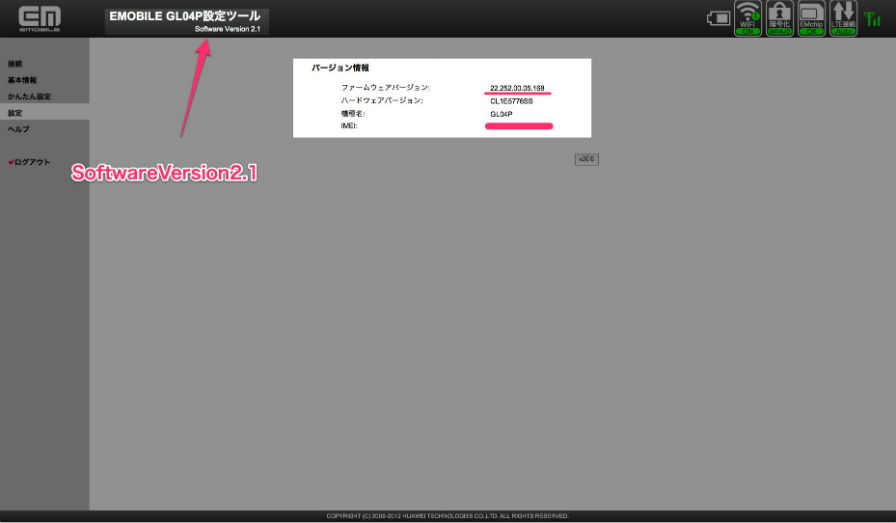 EM
EMOBILE
EMOBILE GL04P設定ツール
Software Version 2.1
WiFi
ON
暗号化
WPA/2
EMchip
OK
LTE接続
Auto
接続
基本情報
かんたん設定
設定
ヘルプ
ログアウト
バージョン情報
ファームウェアバージョン: 22.252.00.05.169
ハードウェアバージョン: CL1E5776SS
機種名: GL04P
IMEI:
<戻る
SoftwareVersion2.1
COPYRIGHT (C) 2009-2012 HUAWEI TECHNOLOGIES CO.,LTD. ALL RIGHTS RESERVED.